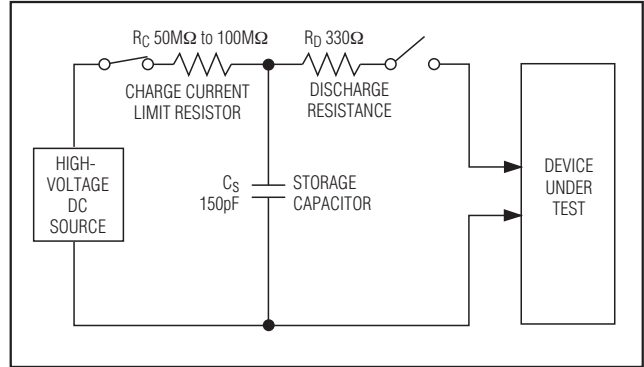 R_C 50MΩ to 100MΩ
CHARGE CURRENT
LIMIT RESISTOR
R_D 330Ω
DISCHARGE
RESISTANCE
HIGH-
VOLTAGE
DC
SOURCE
C_S
150pF
STORAGE
CAPACITOR
DEVICE
UNDER
TEST